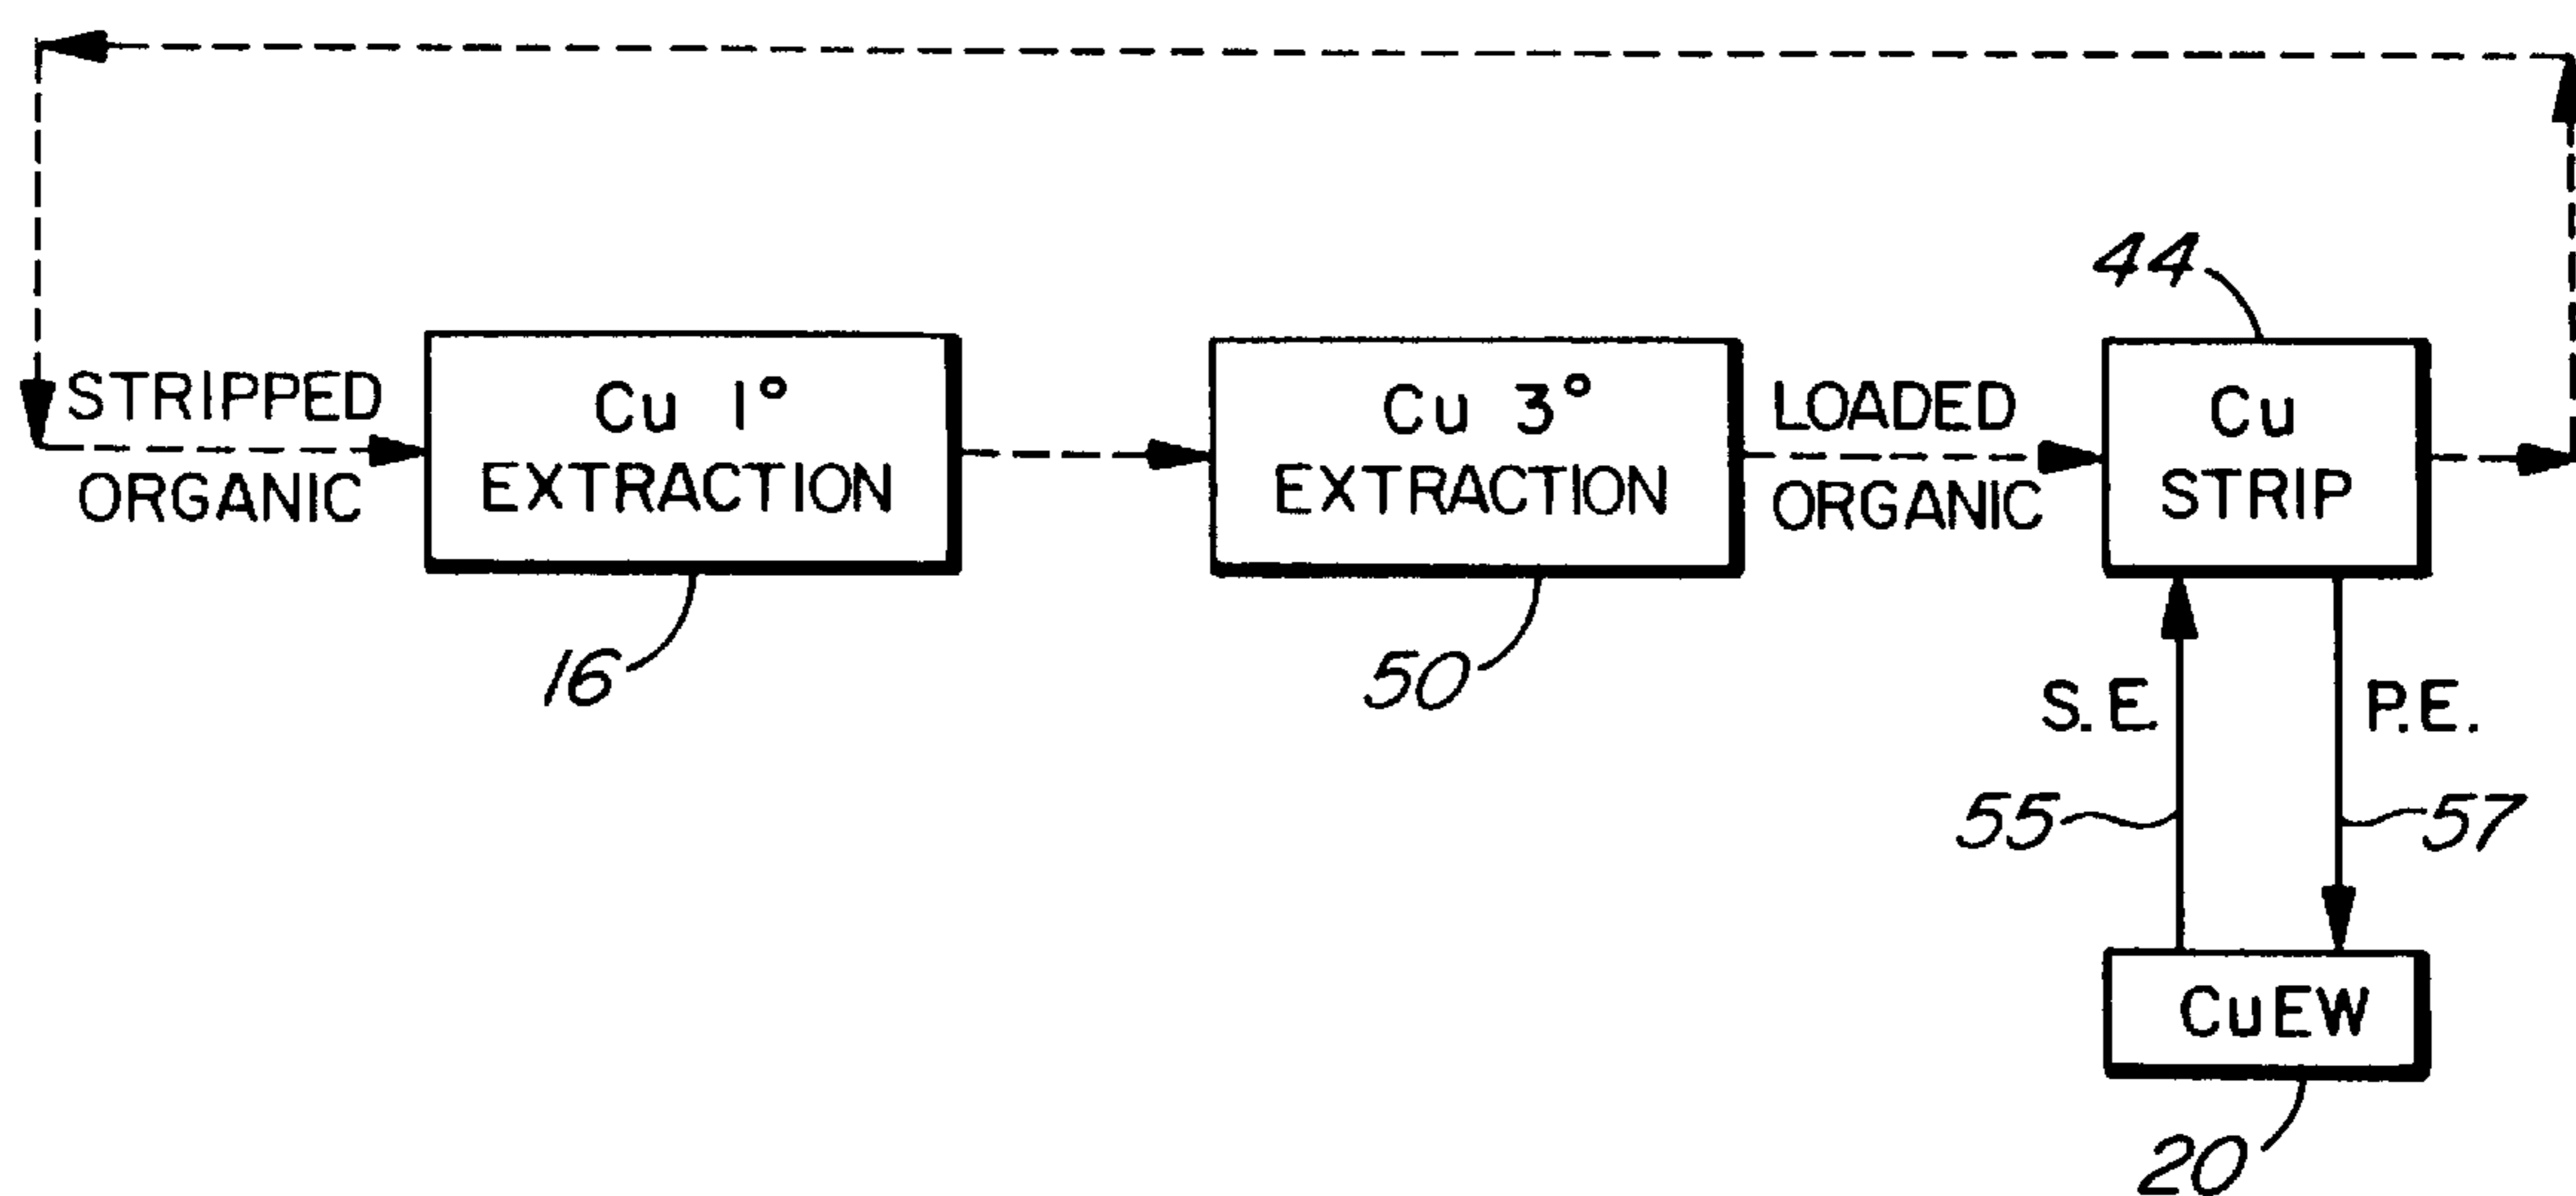 44
STRIPPED
ORGANIC
Cu 1°
EXTRACTION
Cu 3°
EXTRACTION
LOADED
ORGANIC
Cu
STRIP
16
50
S.E.
P.E.
55
57
CuEW
20